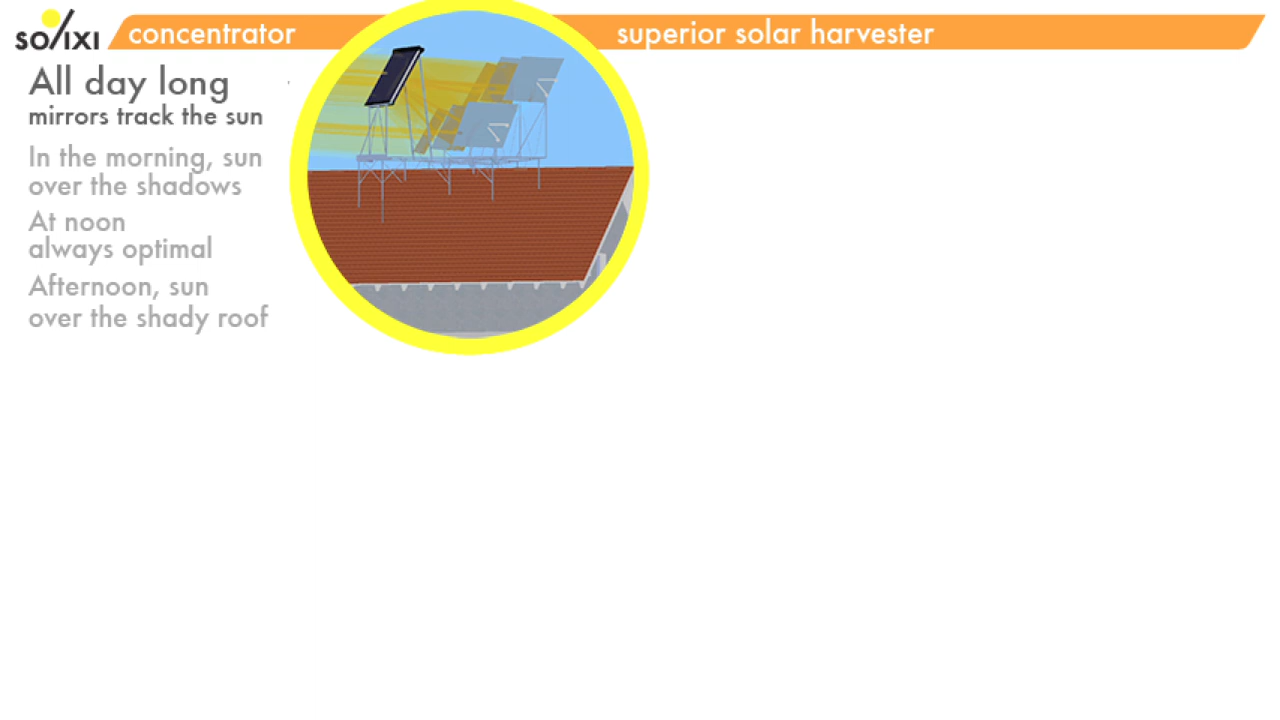 solixi concentrator superior solar harvester
All day long
mirrors track the sun
In the morning, sun
over the shadows
At noon
always optimal
Afternoon, sun
over the shady roof